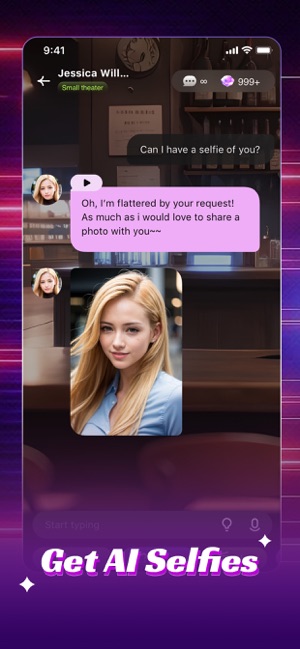 9:41
Jessica Will...
Small theater
∞
999+
Can I have a selfie of you?
Oh, I'm flattered by your request!
As much as i would love to share a
photo with you~~
Start typing
Get AI Selfies